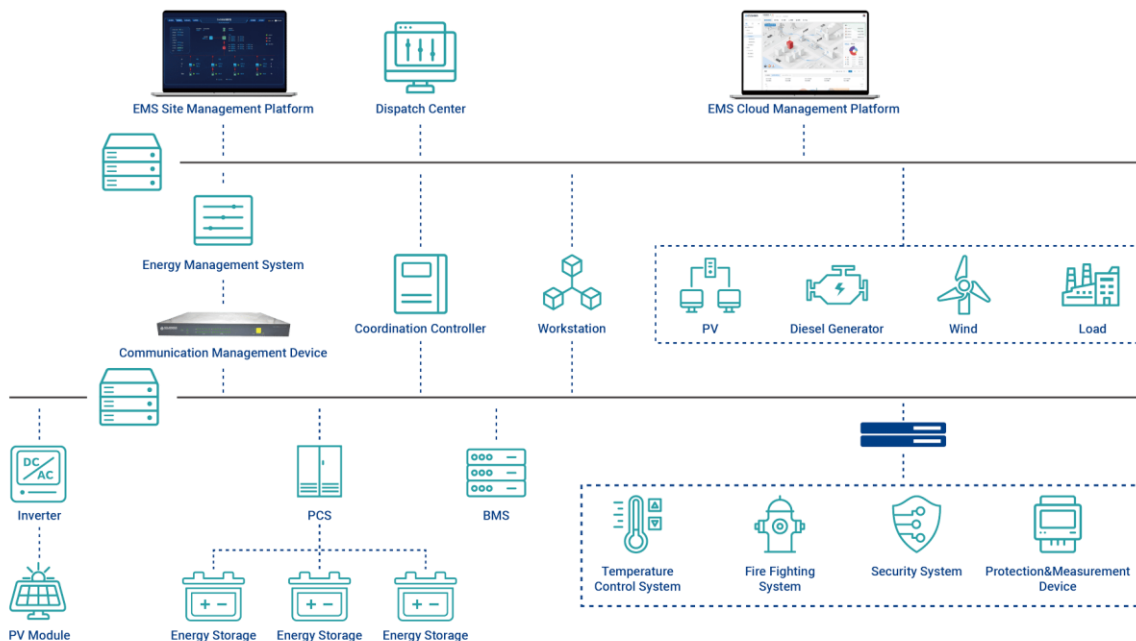 EMS Site Management Platform
Dispatch Center
EMS Cloud Management Platform
Energy Management System
Coordination Controller
Workstation
PV
Diesel Generator
Wind
Load
Communication Management Device
DC
AC
Inverter
PCS
BMS
Temperature
Control System
Fire Fighting
System
Security System
Protection&Measurement
Device
PV Module
Energy Storage
Energy Storage
Energy Storage